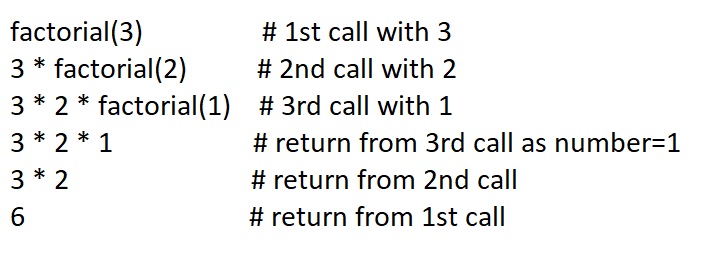 factorial(3) # 1st call with 3
3 * factorial(2) # 2nd call with 2
3 * 2 * factorial(1) # 3rd call with 1
3 * 2 * 1 # return from 3rd call as number=1
3 * 2 # return from 2nd call
6 # return from 1st call